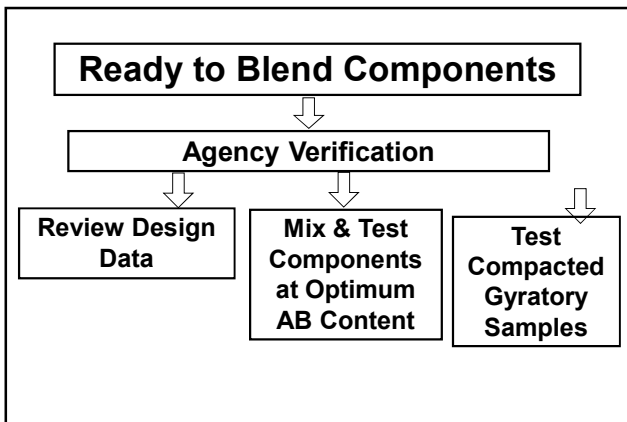 Ready to Blend Components
Agency Verification
Review Design
Data
Mix & Test
Components
at Optimum
AB Content
Test
Compacted
Gyratory
Samples